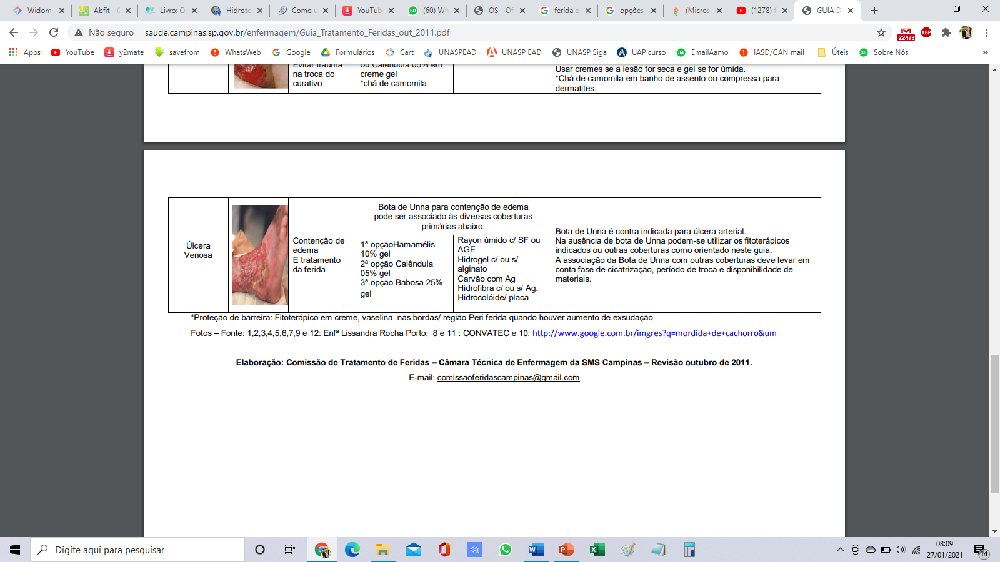 Widom
Abfit - 
Livro: O
Hidrote
Como u
YouTub
(60) Wh
OS - Of
ferida e
opções
(Micros
(1278) f
GUIA D
Não seguro
saude.campinas.sp.gov.br/enfermagem/Guia_Tratamento_Feridas_out_2011.pdf
22473
ABP
Apps
YouTube
y2mate
savefrom
WhatsWeb
Google
Formulários
Cart
UNASPEAD
UNASP EAD
UNASP Siga
UAP curso
34 EmailAamo
IASD/GAN mail
Úteis
36 Sobre Nós
»
Evitar trauma
na troca do
curativo
ou Calêndula 05% em
creme gel
*chá de camomila
Usar cremes se a lesão for seca e gel se for úmida.
*Chá de camomila em banho de assento ou compressa para
dermatites.
Úlcera
Venosa
Contenção de
edema
E tratamento
da ferida
Bota de Unna para contenção de edema
pode ser associado às diversas coberturas
primárias abaixo:
1ª opçãoHamamélis
10% gel
2ª opção Calêndula
05% gel
3ª opção Babosa 25%
gel
Rayon úmido c/ SF ou
AGE
Hidrogel c/ ou s/
alginato
Carvão com Ag
Hidrofibra c/ ou s/ Ag,
Hidrocolóide/ placa
Bota de Unna é contra indicada para úlcera arterial.
Na ausência de bota de Unna podem-se utilizar os fitoterápicos
indicados ou outras coberturas como orientado neste guia.
A associação da Bota de Unna com outras coberturas deve levar em
conta fase de cicatrização, período de troca e disponibilidade de
materiais.
*Proteção de barreira: Fitoterápico em creme, vaselina  nas bordas/ região Peri ferida quando houver aumento de exsudação
Fotos – Fonte: 1,2,3,4,5,6,7,9 e 12: Enfª Lissandra Rocha Porto;  8 e 11 : CONVATEC e 10: http://www.google.com.br/imgres?q=mordida+de+cachorro&um
Elaboração: Comissão de Tratamento de Feridas – Câmara Técnica de Enfermagem da SMS Campinas – Revisão outubro de 2011.
E-mail: comissaoferidascampinas@gmail.com
Digite aqui para pesquisar
08:09
27/01/2021
14